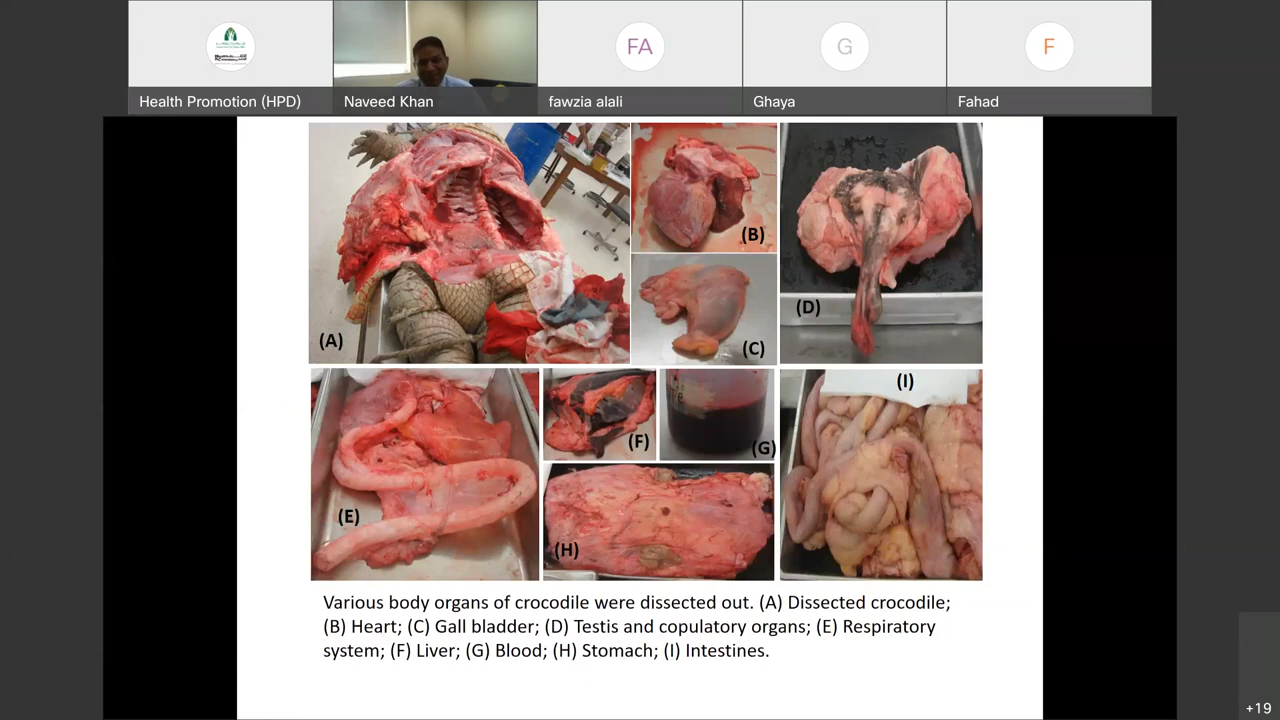 Health Promotion (HPD)
Naveed Khan
FA
fawzia alali
G
Ghaya
F
Fahad
(A)
(B)
(C)
(D)
(E)
(F)
(G)
(H)
(I)
Various body organs of crocodile were dissected out. (A) Dissected crocodile;
(B) Heart; (C) Gall bladder; (D) Testis and copulatory organs; (E) Respiratory
system; (F) Liver; (G) Blood; (H) Stomach; (I) Intestines.
+19